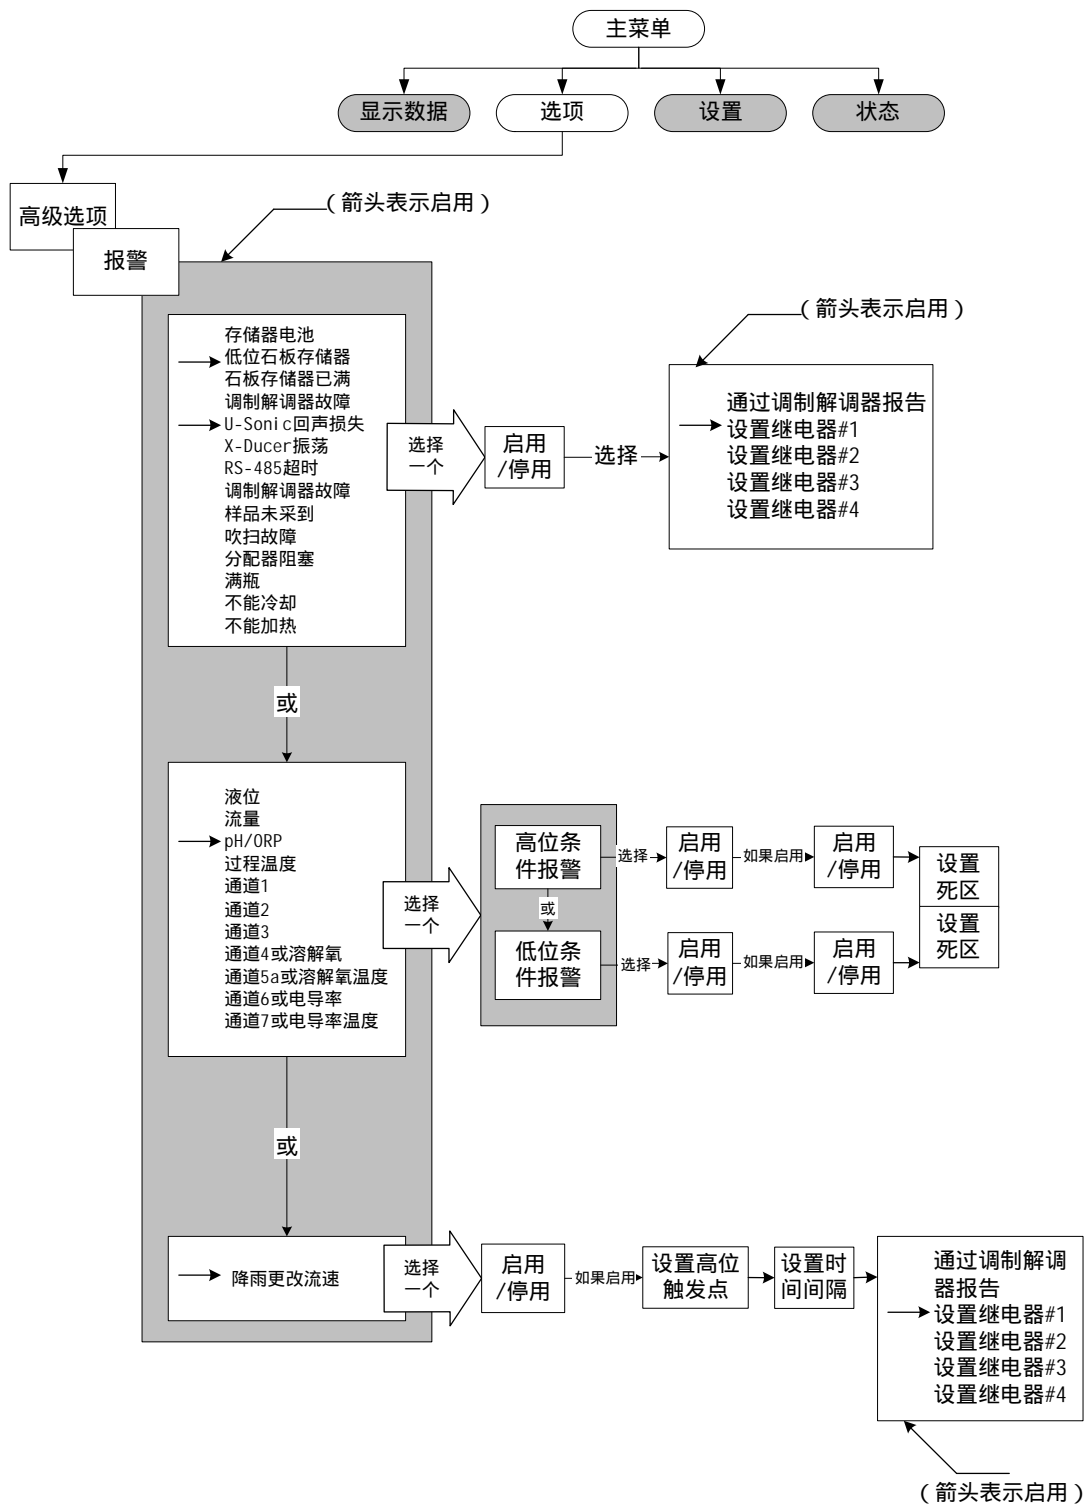 主菜单
显示数据
选项
设置
状态
高级选项
报警
(箭头表示启用)
存储器电池
低位石板存储器
石板存储器已满
调制解调器故障
U-Sonic回声损失
X-Ducer振荡
RS-485超时
调制解调器故障
样品未采到
吹扫故障
分配器阻塞
满瓶
不能冷却
不能加热
选择
一个
启用
/停用
选择
(箭头表示启用)
通过调制解调器报告
设置继电器#1
设置继电器#2
设置继电器#3
设置继电器#4
或
液位
流量
pH/ORP
过程温度
通道1
通道2
通道3
通道4或溶解氧
通道5a或溶解氧温度
通道6或电导率
通道7或电导率温度
选择
一个
高位条
件报警
选择
启用
/停用
如果启用
启用
/停用
设置
死区
或
低位条
件报警
选择
启用
/停用
如果启用
启用
/停用
设置
死区
或
降雨更改流速
选择
一个
启用
/停用
如果启用
设置高位
触发点
设置时
间间隔
通过调制解调
器报告
设置继电器#1
设置继电器#2
设置继电器#3
设置继电器#4
(箭头表示启用)